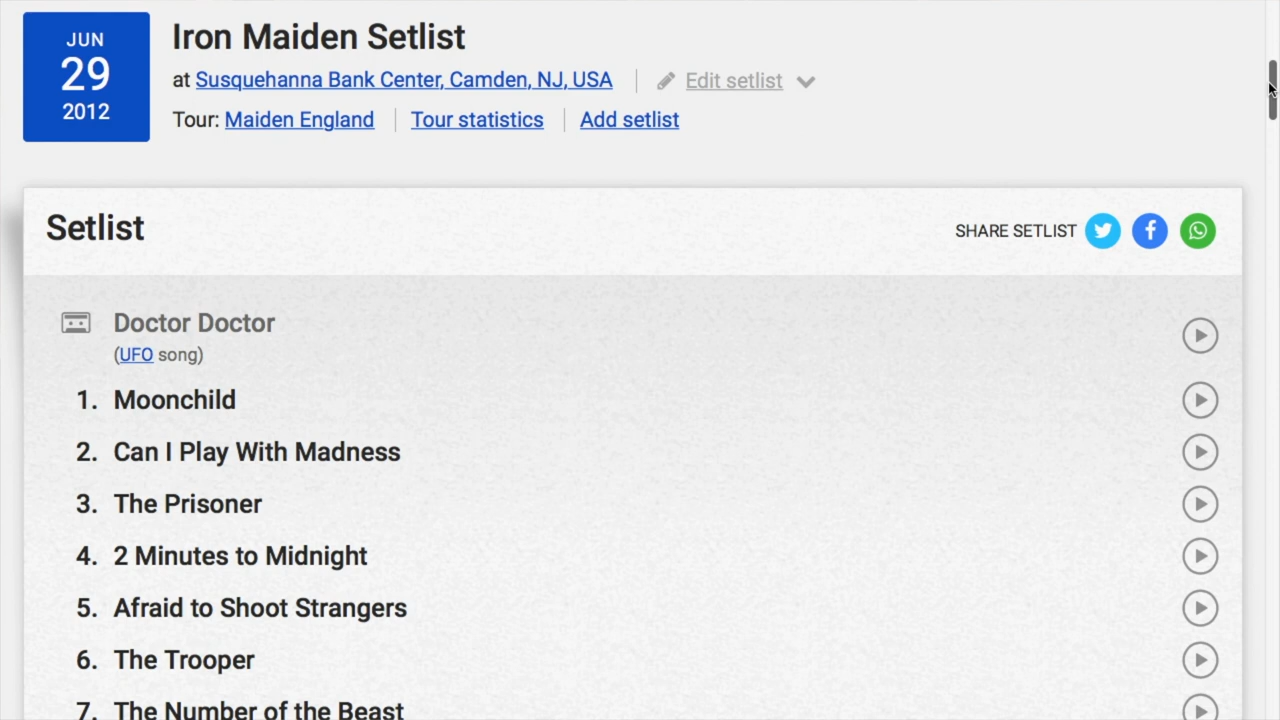 JUN
29
2012
Iron Maiden Setlist
at Susquehanna Bank Center, Camden, NJ, USA
Edit setlist
Tour: Maiden England
Tour statistics
Add setlist
Setlist
SHARE SETLIST
Doctor Doctor
(UFO song)
1. Moonchild
2. Can I Play With Madness
3. The Prisoner
4. 2 Minutes to Midnight
5. Afraid to Shoot Strangers
6. The Trooper
7. The Number of the Beast